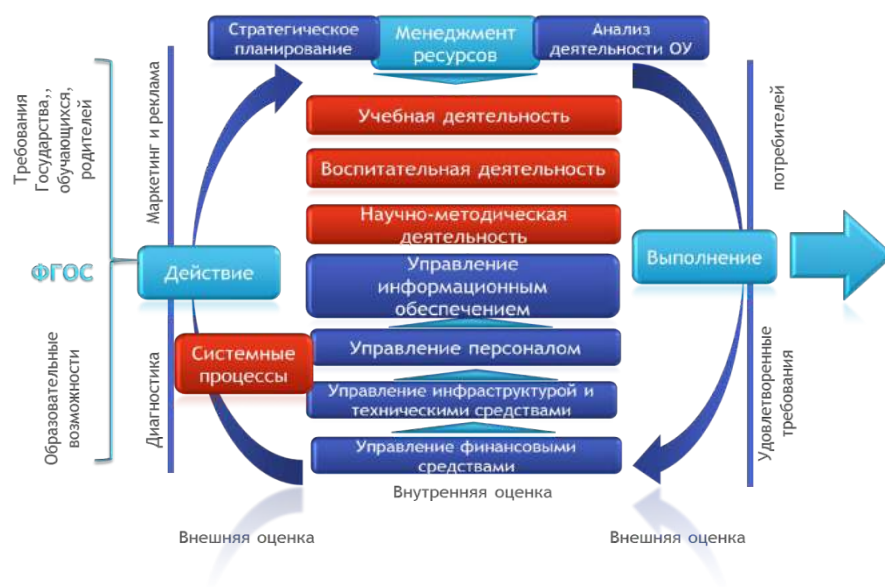 Стратегическое
планирование
Менеджмент
ресурсов
Анализ
деятельности ОУ
Требования
Государства,,
обучающихся,
родителей
Маркетинг и реклама
Учебная деятельность
Воспитательная деятельность
Научно-методическая
деятельность
потребителей
ФГОС
Действие
Управление
информационным
обеспечением
Выполнение
Образовательные
возможности
Диагностика
Системные
процессы
Управление персоналом
Управление инфраструктурой и
техническими средствами
Управление финансовыми
средствами
Удовлетворенные
требования
Внутренняя оценка
Внешняя оценка
Внешняя оценка